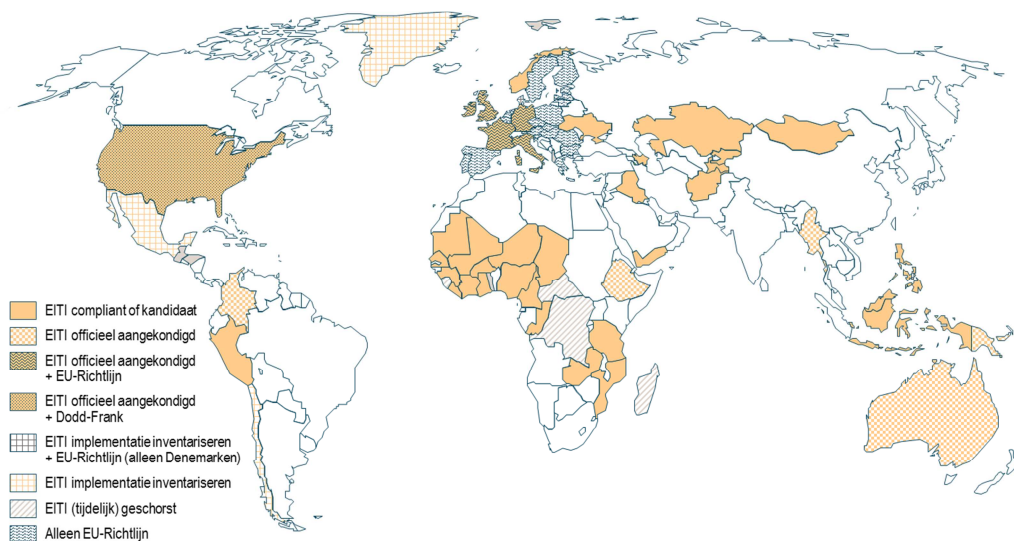 EITI compliant of kandidaat
EITI officieel aangekondigd
EITI officieel aangekondigd
+ EU-Richtlijn
EITI officieel aangekondigd
+ Dodd-Frank
EITI implementatie inventariseren
+ EU-Richtlijn (alleen Denemarken)
EITI implementatie inventariseren
EITI (tijdelijk) geschorst
Alleen EU-Richtlijn